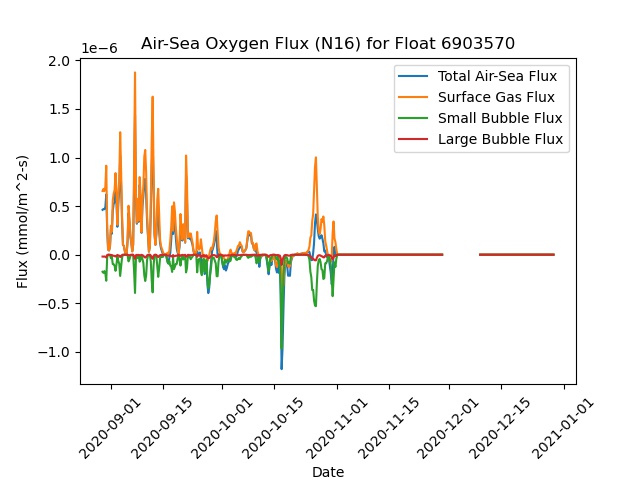 Air-Sea Oxygen Flux (N16) for Float 6903570
1e−6
Total Air-Sea Flux
Surface Gas Flux
Small Bubble Flux
Large Bubble Flux
Flux (mmol/m^2-s)
2.0
1.5
1.0
0.5
0.0
−0.5
−1.0
2020-09-01
2020-09-15
2020-10-01
2020-10-15
2020-11-01
2020-11-15
2020-12-01
2020-12-15
2021-01-01
Date